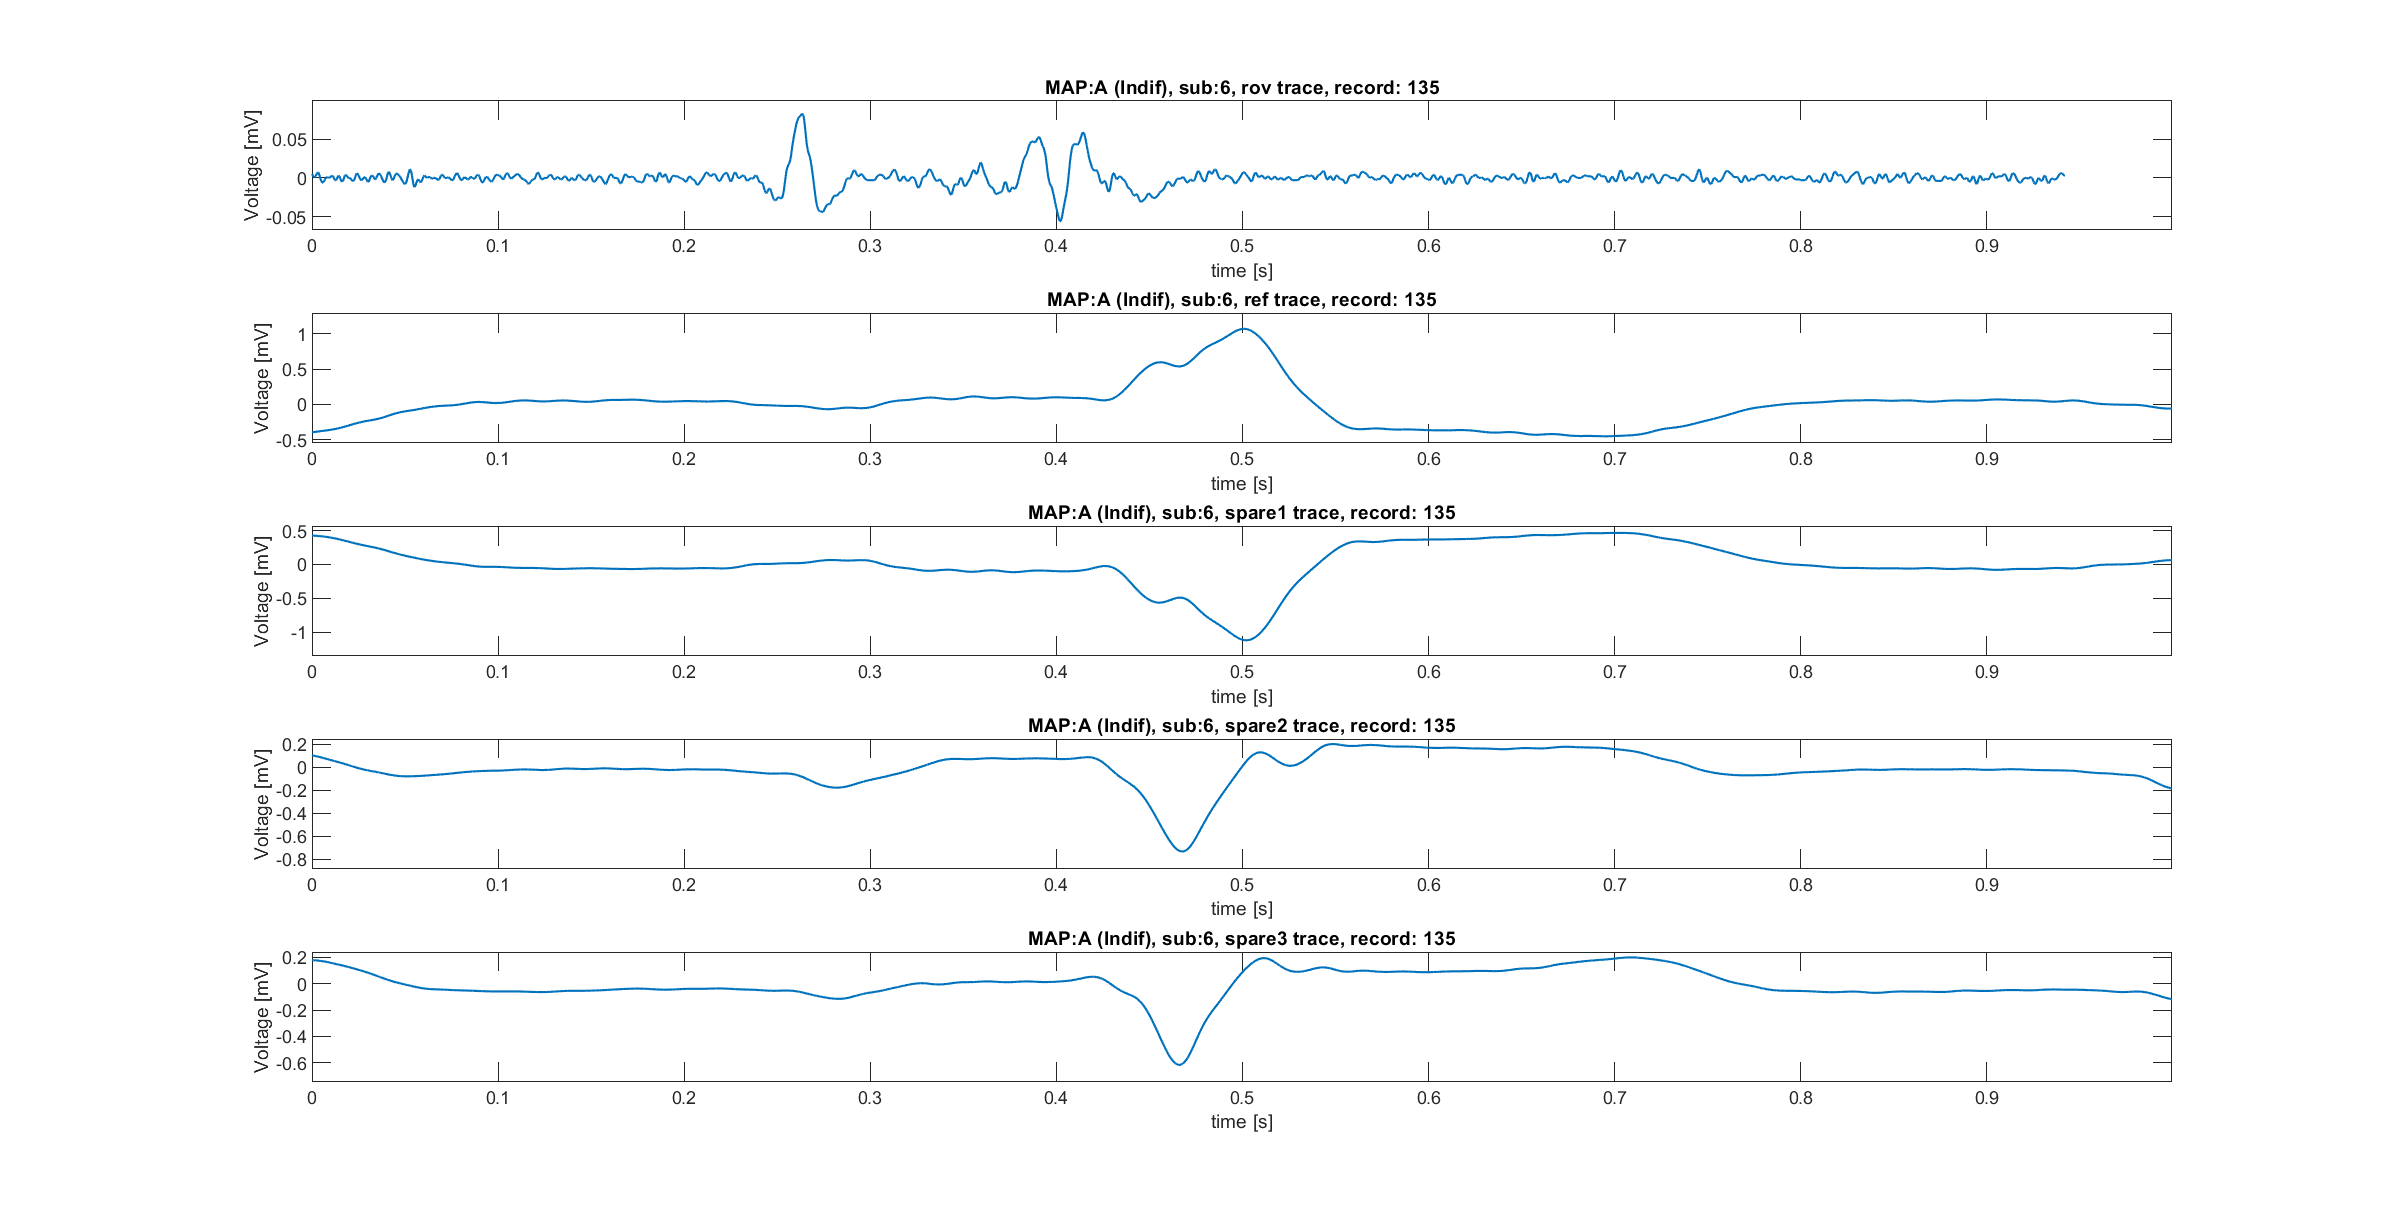 MAP:A (Indif), sub:6, rov trace, record: 135
Voltage [mV]
0.05
0
-0.05
0 0.1 0.2 0.3 0.4 0.5 0.6 0.7 0.8 0.9
time [s]
MAP:A (Indif), sub:6, ref trace, record: 135
Voltage [mV]
1
0.5
0
-0.5
0 0.1 0.2 0.3 0.4 0.5 0.6 0.7 0.8 0.9
time [s]
MAP:A (Indif), sub:6, spare1 trace, record: 135
Voltage [mV]
0.5
0
-0.5
-1
0 0.1 0.2 0.3 0.4 0.5 0.6 0.7 0.8 0.9
time [s]
MAP:A (Indif), sub:6, spare2 trace, record: 135
Voltage [mV]
0.2
0
-0.2
-0.4
-0.6
-0.8
0 0.1 0.2 0.3 0.4 0.5 0.6 0.7 0.8 0.9
time [s]
MAP:A (Indif), sub:6, spare3 trace, record: 135
Voltage [mV]
0.2
0
-0.2
-0.4
-0.6
0 0.1 0.2 0.3 0.4 0.5 0.6 0.7 0.8 0.9
time [s]